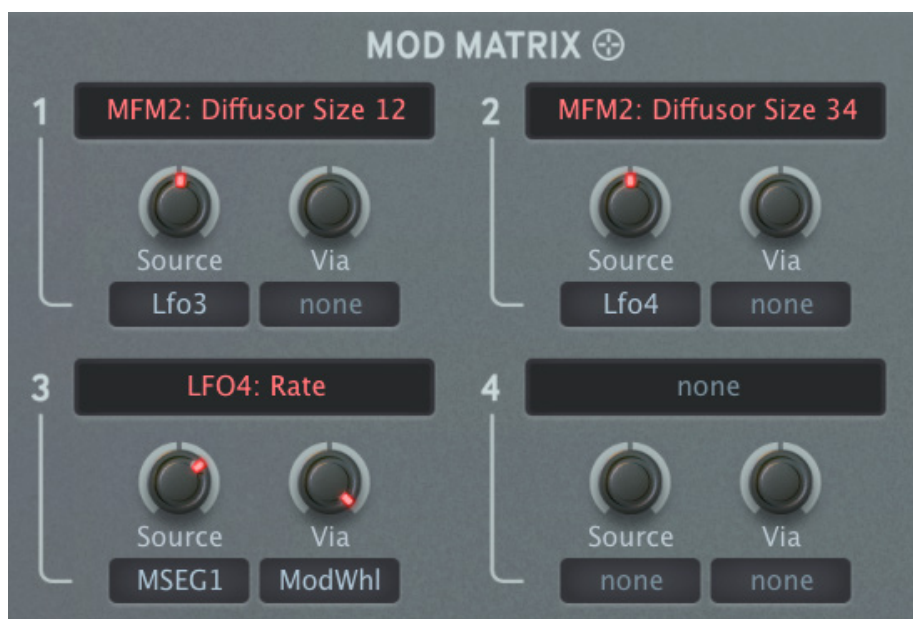 MOD MATRIX
1 MFM2: Diffusor Size 12
Source Via
Lfo3 none
2 MFM2: Diffusor Size 34
Source Via
Lfo4 none
3 LFO4: Rate
Source Via
MSEG1 ModWhl
4 none
Source Via
none none